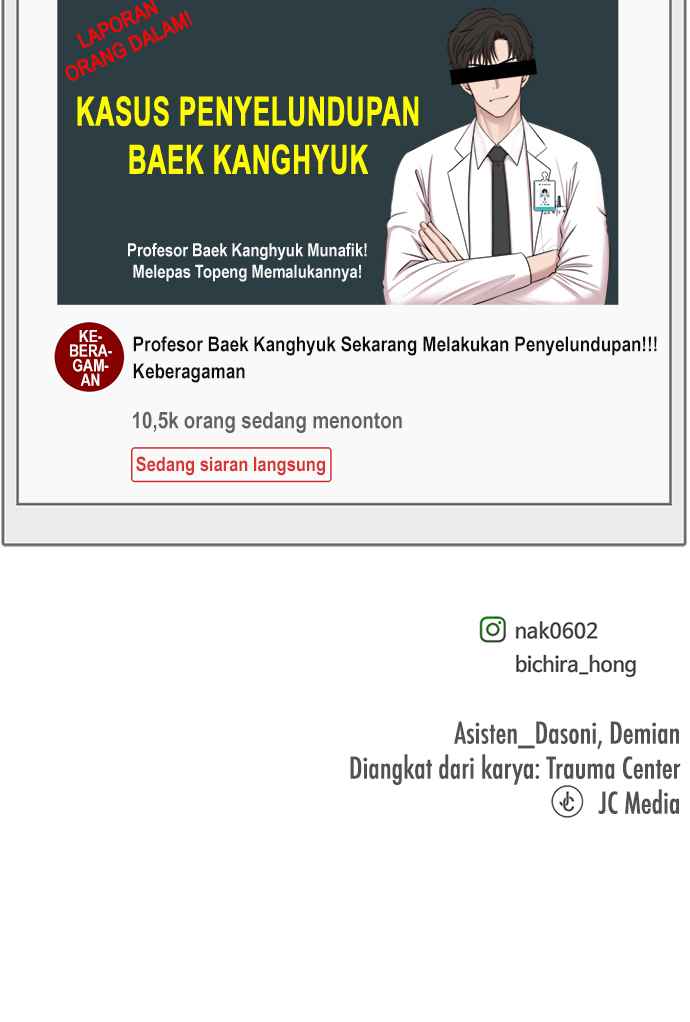 LAPORAN
ORANG DALAM!
KASUS PENYELUNDUPAN
BAEK KANGHYUK
Profesor Baek Kanghyuk Munafik!
Melepas Topeng Memalukannya!
KE-
BERA-
GAM-
AN
Profesor Baek Kanghyuk Sekarang Melakukan Penyelundupan!!!
Keberagaman
10,5k orang sedang menonton
Sedang siaran langsung
nak0602
bichira_hong
Asisten_Dasoni, Demian
Diangkat dari karya: Trauma Center
JC Media